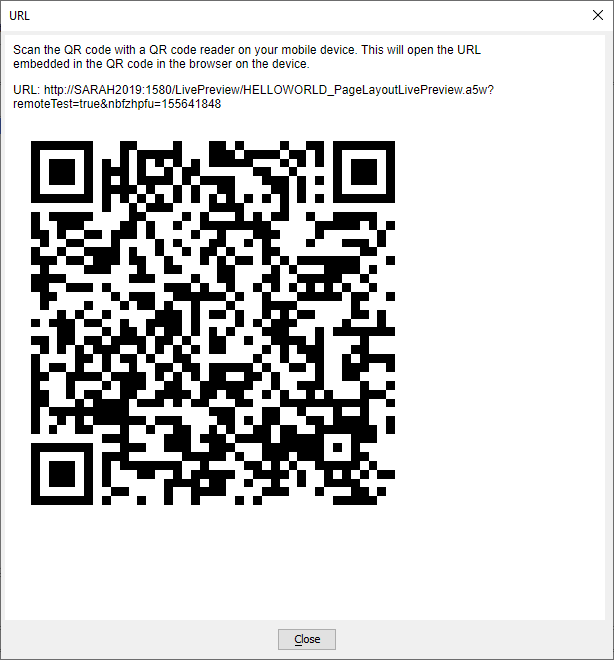 URL
Scan the QR code with a QR code reader on your mobile device. This will open the URL
embedded in the QR code in the browser on the device.
URL: http://SARAH2019:1580/LivePreview/HELLOWORLD_PageLayoutLivePreview.a5w?
remoteTest=true&nbfzhpfu=155641848
Close